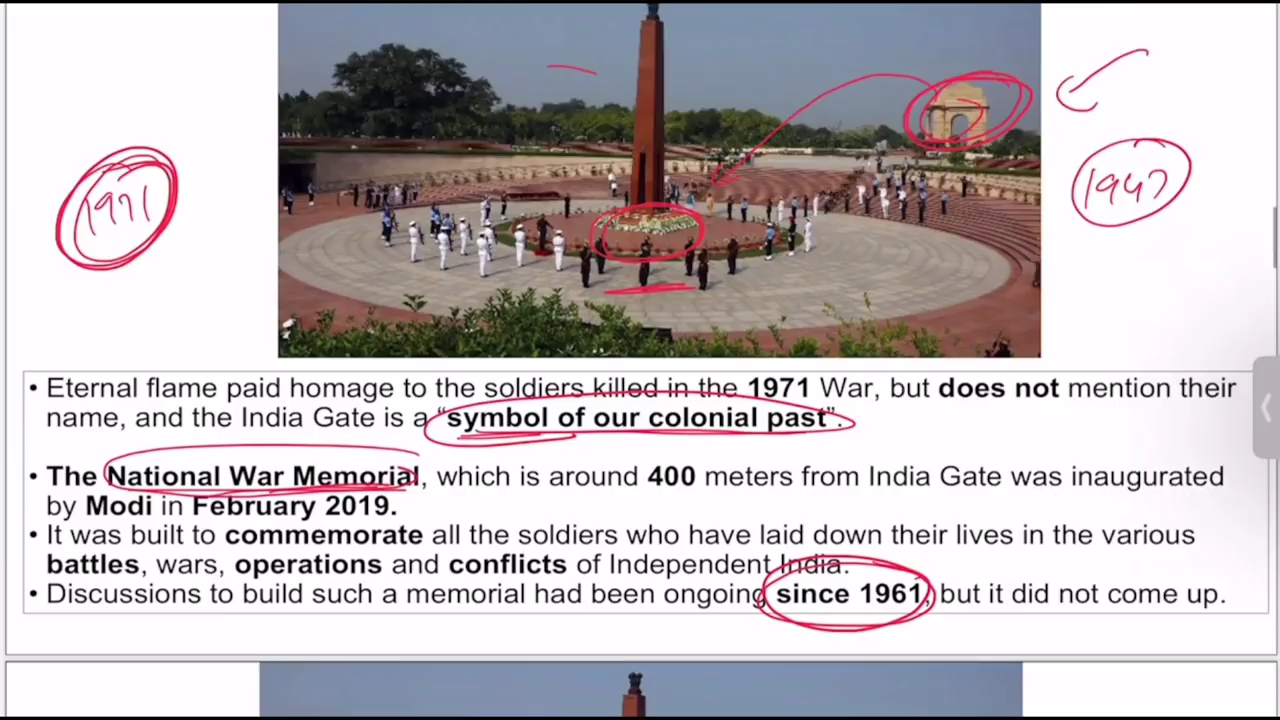 1971
1947
• Eternal flame paid homage to the soldiers killed in the 1971 War, but does not mention their
name, and the India Gate is a “symbol of our colonial past”.
• The National War Memorial, which is around 400 meters from India Gate was inaugurated
by Modi in February 2019.
• It was built to commemorate all the soldiers who have laid down their lives in the various
battles, wars, operations and conflicts of Independent India.
• Discussions to build such a memorial had been ongoing since 1961, but it did not come up.